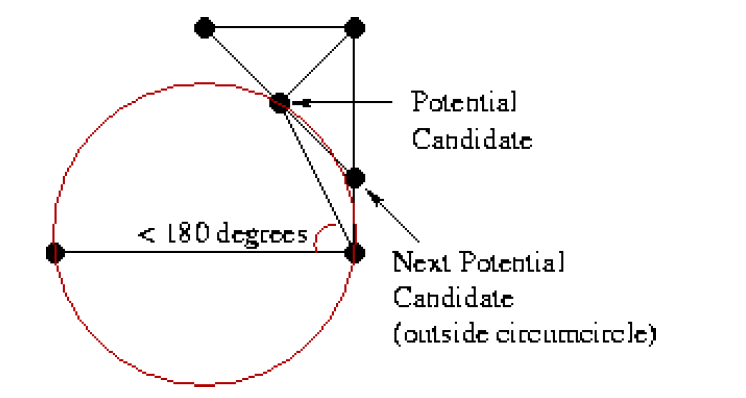 Potential
Candidate
< 180 degrees
Next Potential
Candidate
(outside circumcircle)